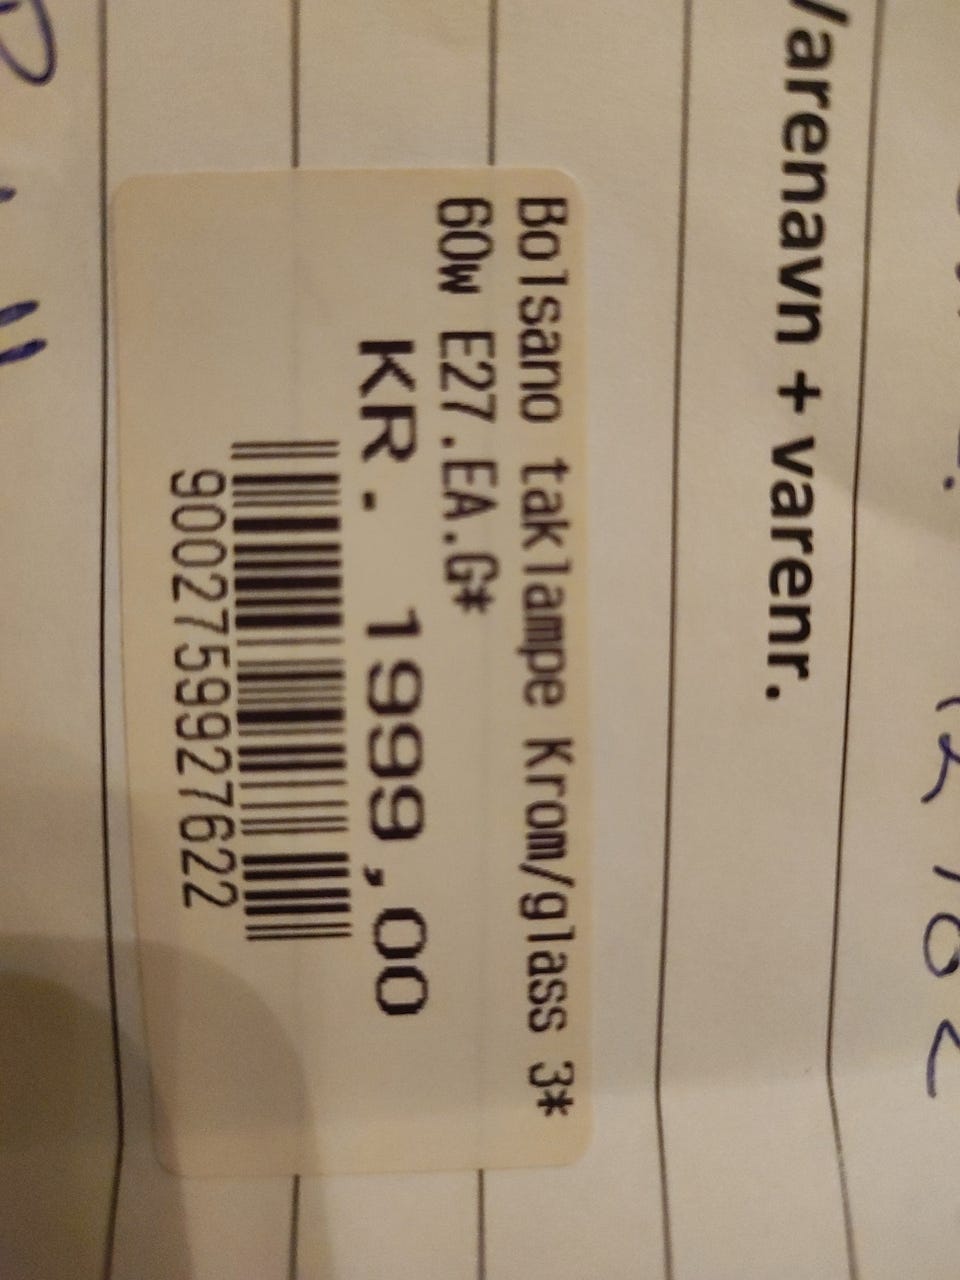 Varenavn + varenr.
Bolsano taklampe Krom/glass 3*
60w E27.EA.G*
KR. 1999,00
9002759927622